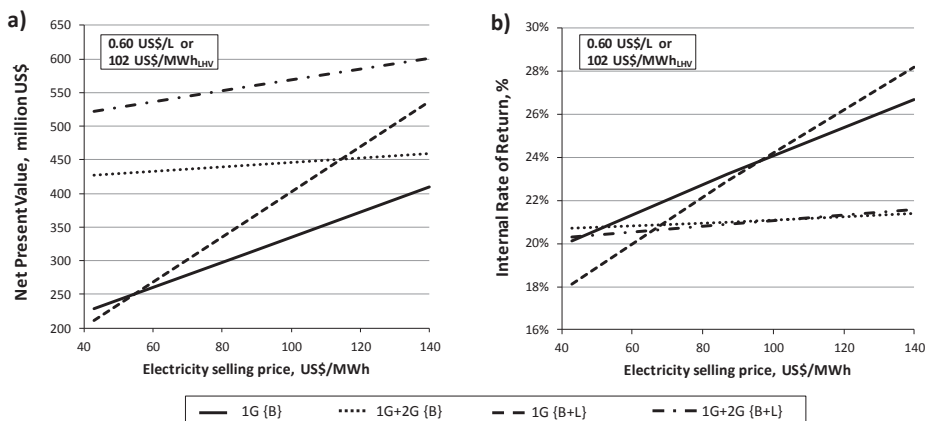 a)
0.60 US$/L or
102 US$/MWhLHV
Net Present Value, million US$
650
600
550
500
450
400
350
300
250
200
40 60 80 100 120 140
Electricity selling price, US$/MWh
b)
0.60 US$/L or
102 US$/MWhLHV
Internal Rate of Return, %
28%
26%
24%
22%
20%
18%
16%
40 60 80 100 120 140
Electricity selling price, US$/MWh
1G {B} 1G+2G {B} 1G {B+L} 1G+2G {B+L}